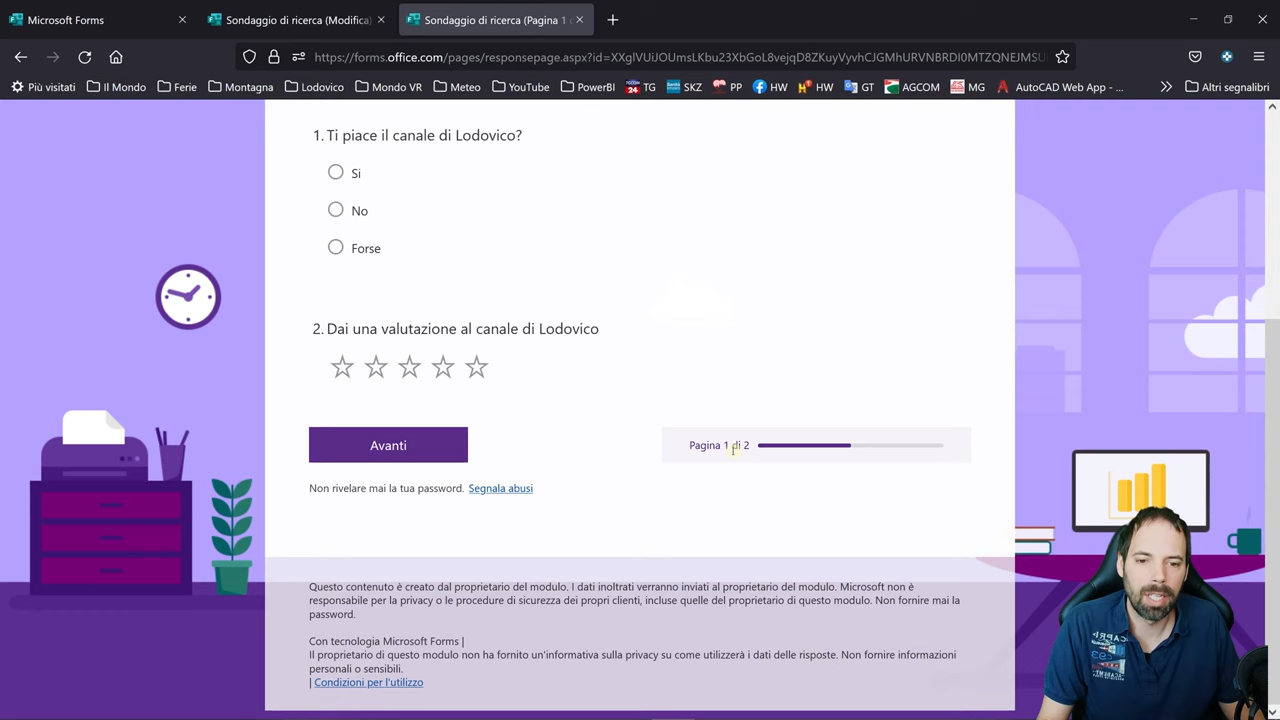 Microsoft Forms
Sondaggio di ricerca (Modifica)
Sondaggio di ricerca (Pagina 1
https://forms.office.com/pages/responsepage.aspx?id=
Più visitati
Il Mondo
Ferie
Montagna
Lodovico
Mondo VR
Meteo
YouTube
PowerBI
TG
SKZ
PP
HW
HW
GT
AGCOM
MG
AutoCAD Web App - ...
Altri segnalibri
1. Ti piace il canale di Lodovico?
Si
No
Forse
2. Dai una valutazione al canale di Lodovico
Avanti
Pagina 1 di 2
Non rivelare mai la tua password. Segnala abusi
Questo contenuto è creato dal proprietario del modulo. I dati inoltrati verranno inviati al proprietario del modulo. Microsoft non è
responsabile per la privacy o le procedure di sicurezza dei propri clienti, incluse quelle del proprietario di questo modulo. Non fornire mai la
password.
Con tecnologia Microsoft Forms |
Il proprietario di questo modulo non ha fornito un'informativa sulla privacy su come utilizzerà i dati delle risposte. Non fornire informazioni
personali o sensibili.
| Condizioni per l'utilizzo